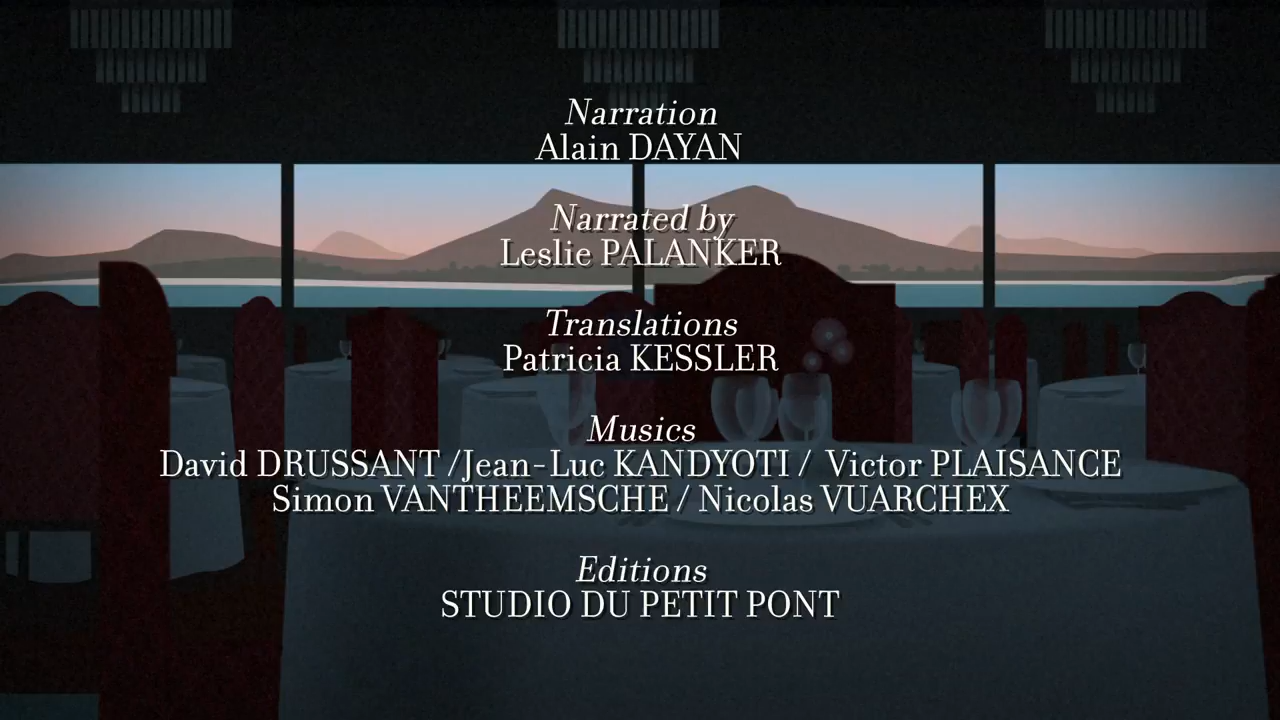 Narration
Alain DAYAN
Narrated by
Leslie PALANKER
Translations
Patricia KESSLER
Musics
David DRUSSANT /Jean-Luc KANDYOTI / Victor PLAISANCE
Simon VANTHEEMSCHE / Nicolas VUARCHEX
Editions
STUDIO DU PETIT PONT